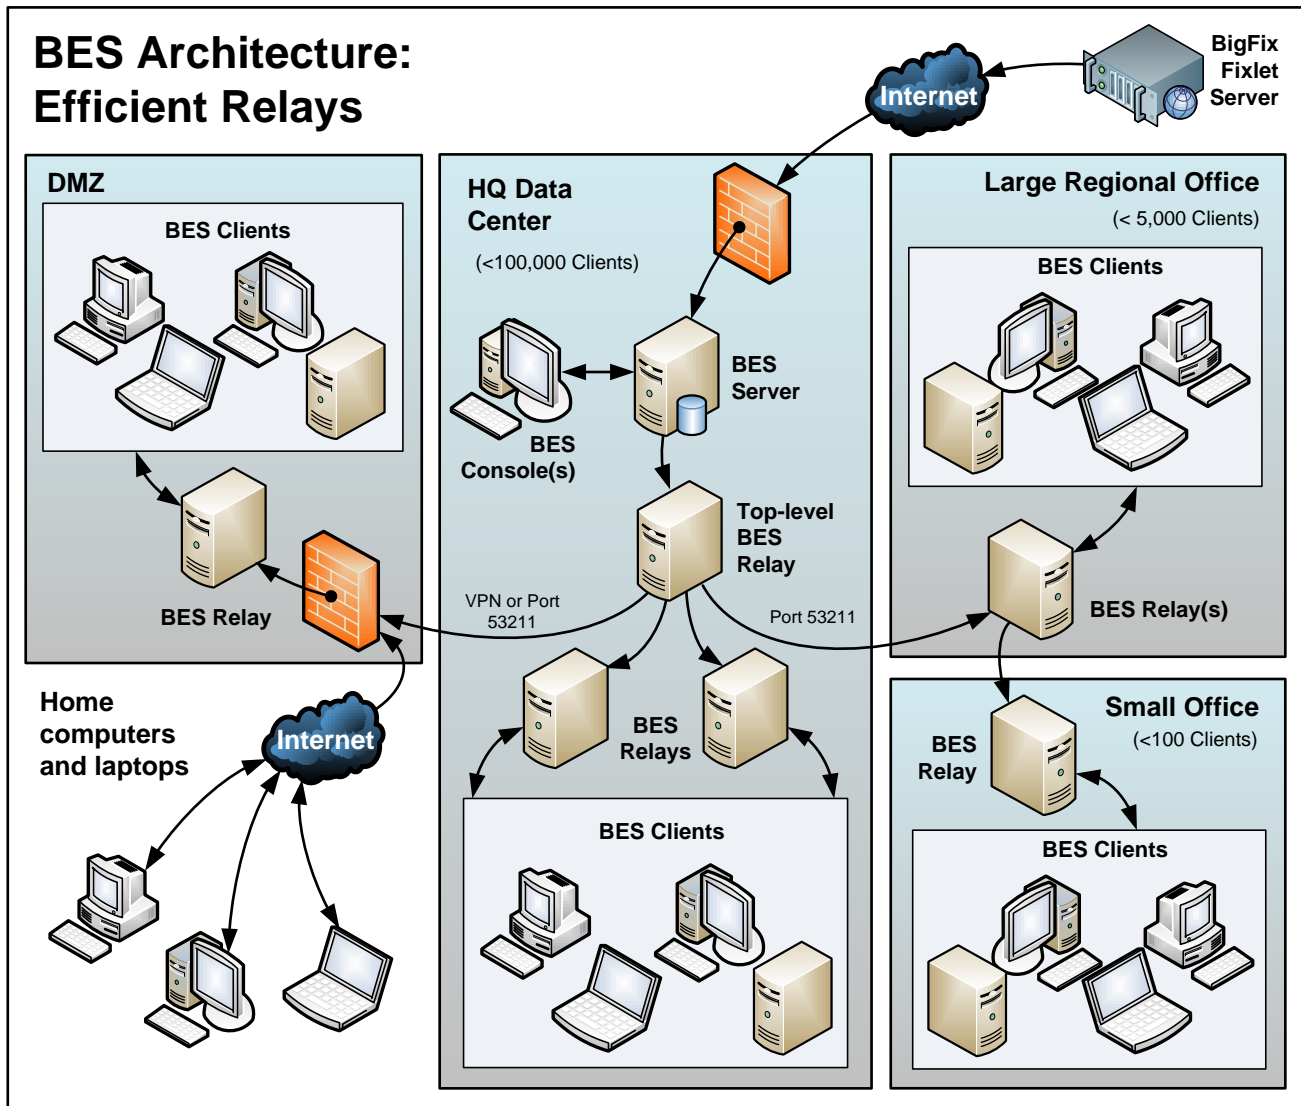 BES Architecture:
Efficient Relays
Internet
BigFix
Fixlet
Server
DMZ
BES Clients
BES Relay
HQ Data
Center
(<100,000 Clients)
BES
Server
BES
Console(s)
Top-level
BES
Relay
VPN or Port
53211
Port 53211
BES
Relays
BES Clients
Large Regional Office
(< 5,000 Clients)
BES Clients
BES Relay(s)
Small Office
(<100 Clients)
BES
Relay
BES Clients
Home
computers
and laptops
Internet